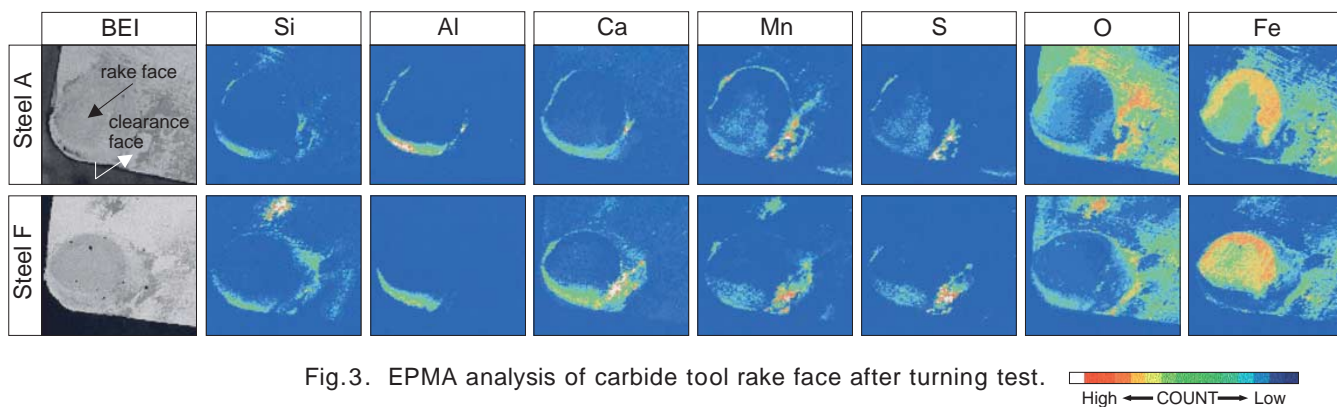 BEI Si Al Ca Mn S O Fe
Steel A
rake face
clearance
face
Steel F
Fig.3. EPMA analysis of carbide tool rake face after turning test.
High ← COUNT → Low